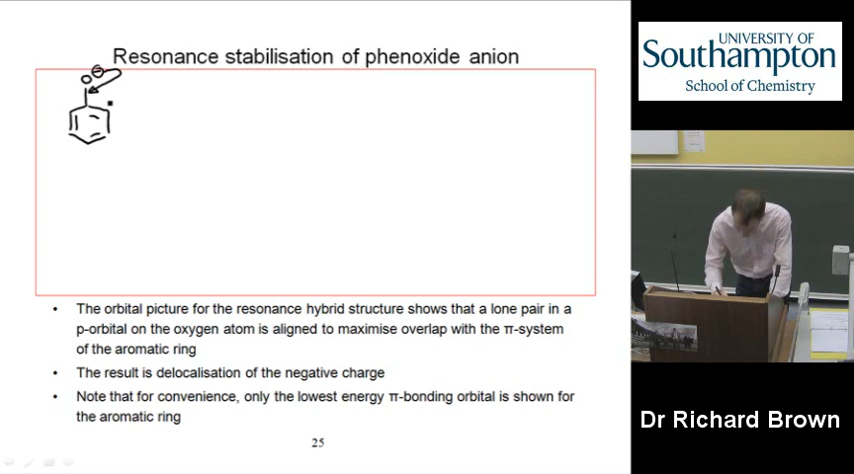 Resonance stabilisation of phenoxide anion
O⊖
• The orbital picture for the resonance hybrid structure shows that a lone pair in a
p-orbital on the oxygen atom is aligned to maximise overlap with the π-system
of the aromatic ring
• The result is delocalisation of the negative charge
• Note that for convenience, only the lowest energy π-bonding orbital is shown for
the aromatic ring
25
UNIVERSITY OF
Southampton
School of Chemistry
Dr Richard Brown